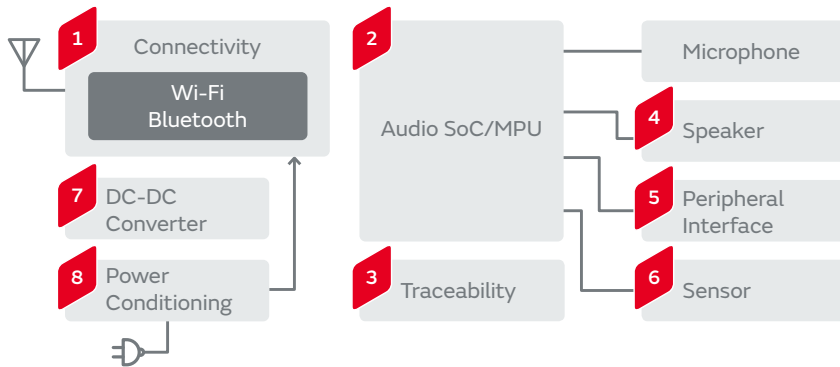 1
Connectivity
Wi-Fi
Bluetooth
7
DC-DC
Converter
8
Power
Conditioning
2
Audio SoC/MPU
3
Traceability
Microphone
4
Speaker
5
Peripheral
Interface
6
Sensor